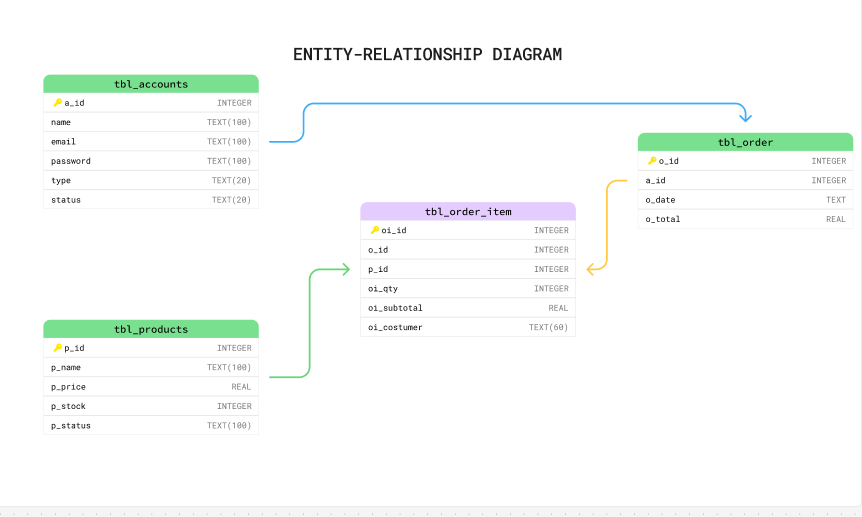 ENTITY-RELATIONSHIP DIAGRAM
tbl_accounts
a_id INTEGER
name TEXT(100)
email TEXT(100)
password TEXT(100)
type TEXT(20)
status TEXT(20)
tbl_order
o_id INTEGER
a_id INTEGER
o_date TEXT
o_total REAL
tbl_order_item
oi_id INTEGER
o_id INTEGER
p_id INTEGER
oi_qty INTEGER
oi_subtotal REAL
oi_costumer TEXT(60)
tbl_products
p_id INTEGER
p_name TEXT(100)
p_price REAL
p_stock INTEGER
p_status TEXT(100)